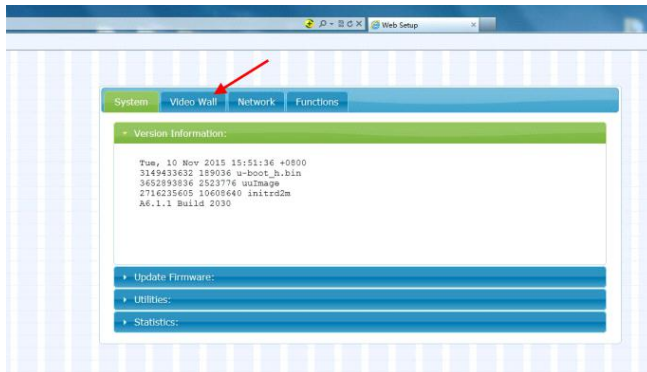 Web Setup
System Video Wall Network Functions
Version Information:
Tue, 10 Nov 2015 15:51:36 +0800
3149433632 189036 u-boot_h.bin
3652893836 2523776 uuImage
2716235605 10608640 initrd2m
A6.1.1 Build 2030
Update Firmware:
Utilities:
Statistics: